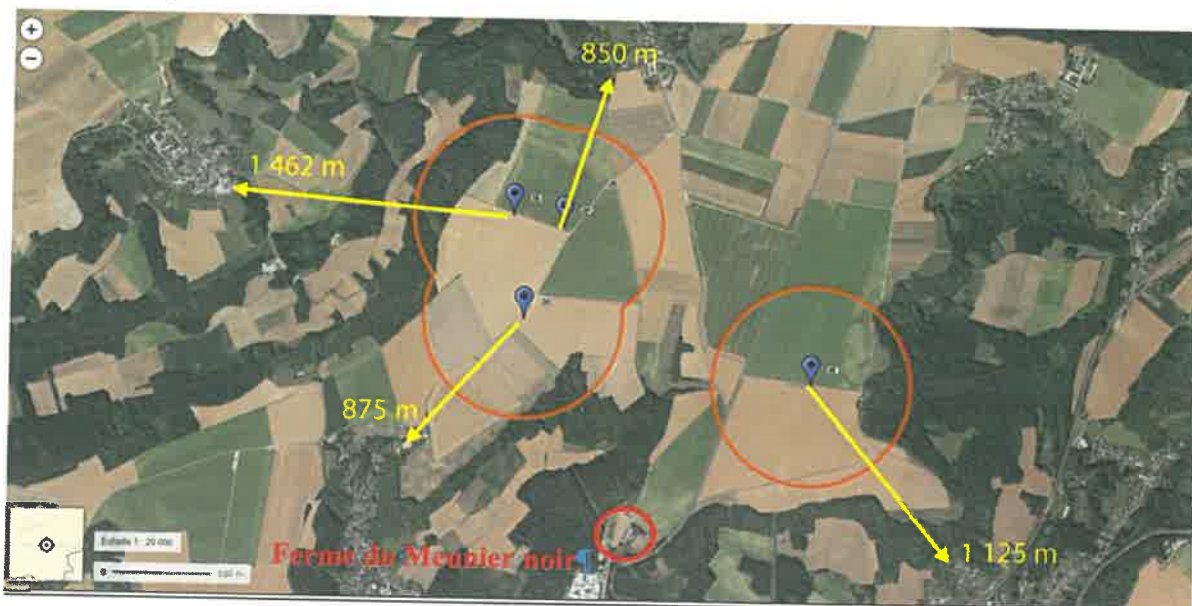 850 m
1 462 m
875 m
Echelle 1 : 20 000
Ferme du Meunier noir
1 125 m